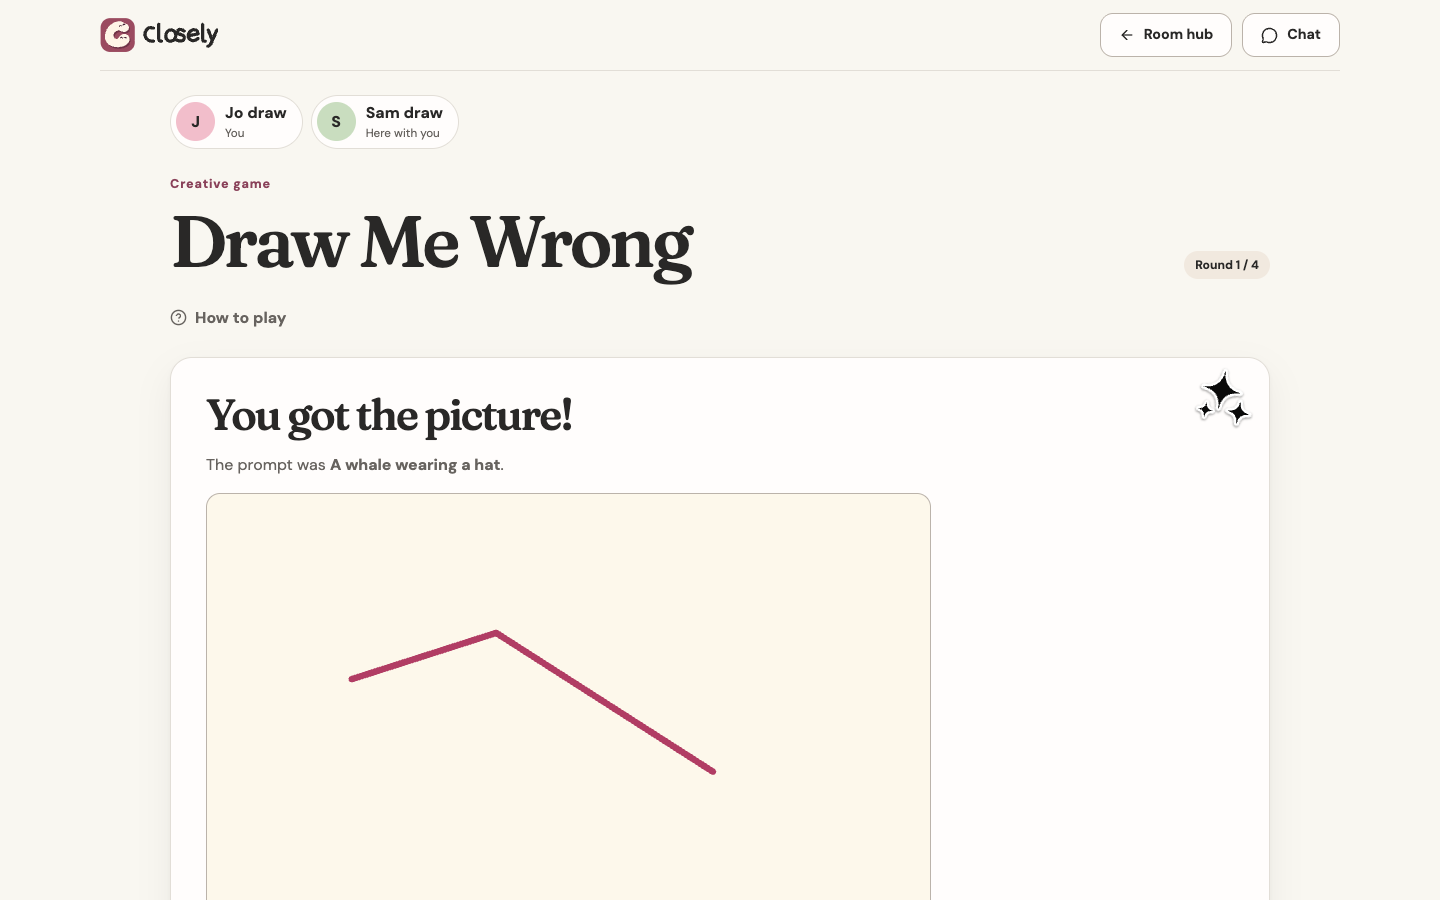 Closely
Room hub
Chat
J
Jo draw
You
S
Sam draw
Here with you
Creative game
Draw Me Wrong
Round 1 / 4
How to play
You got the picture!
The prompt was A whale wearing a hat.